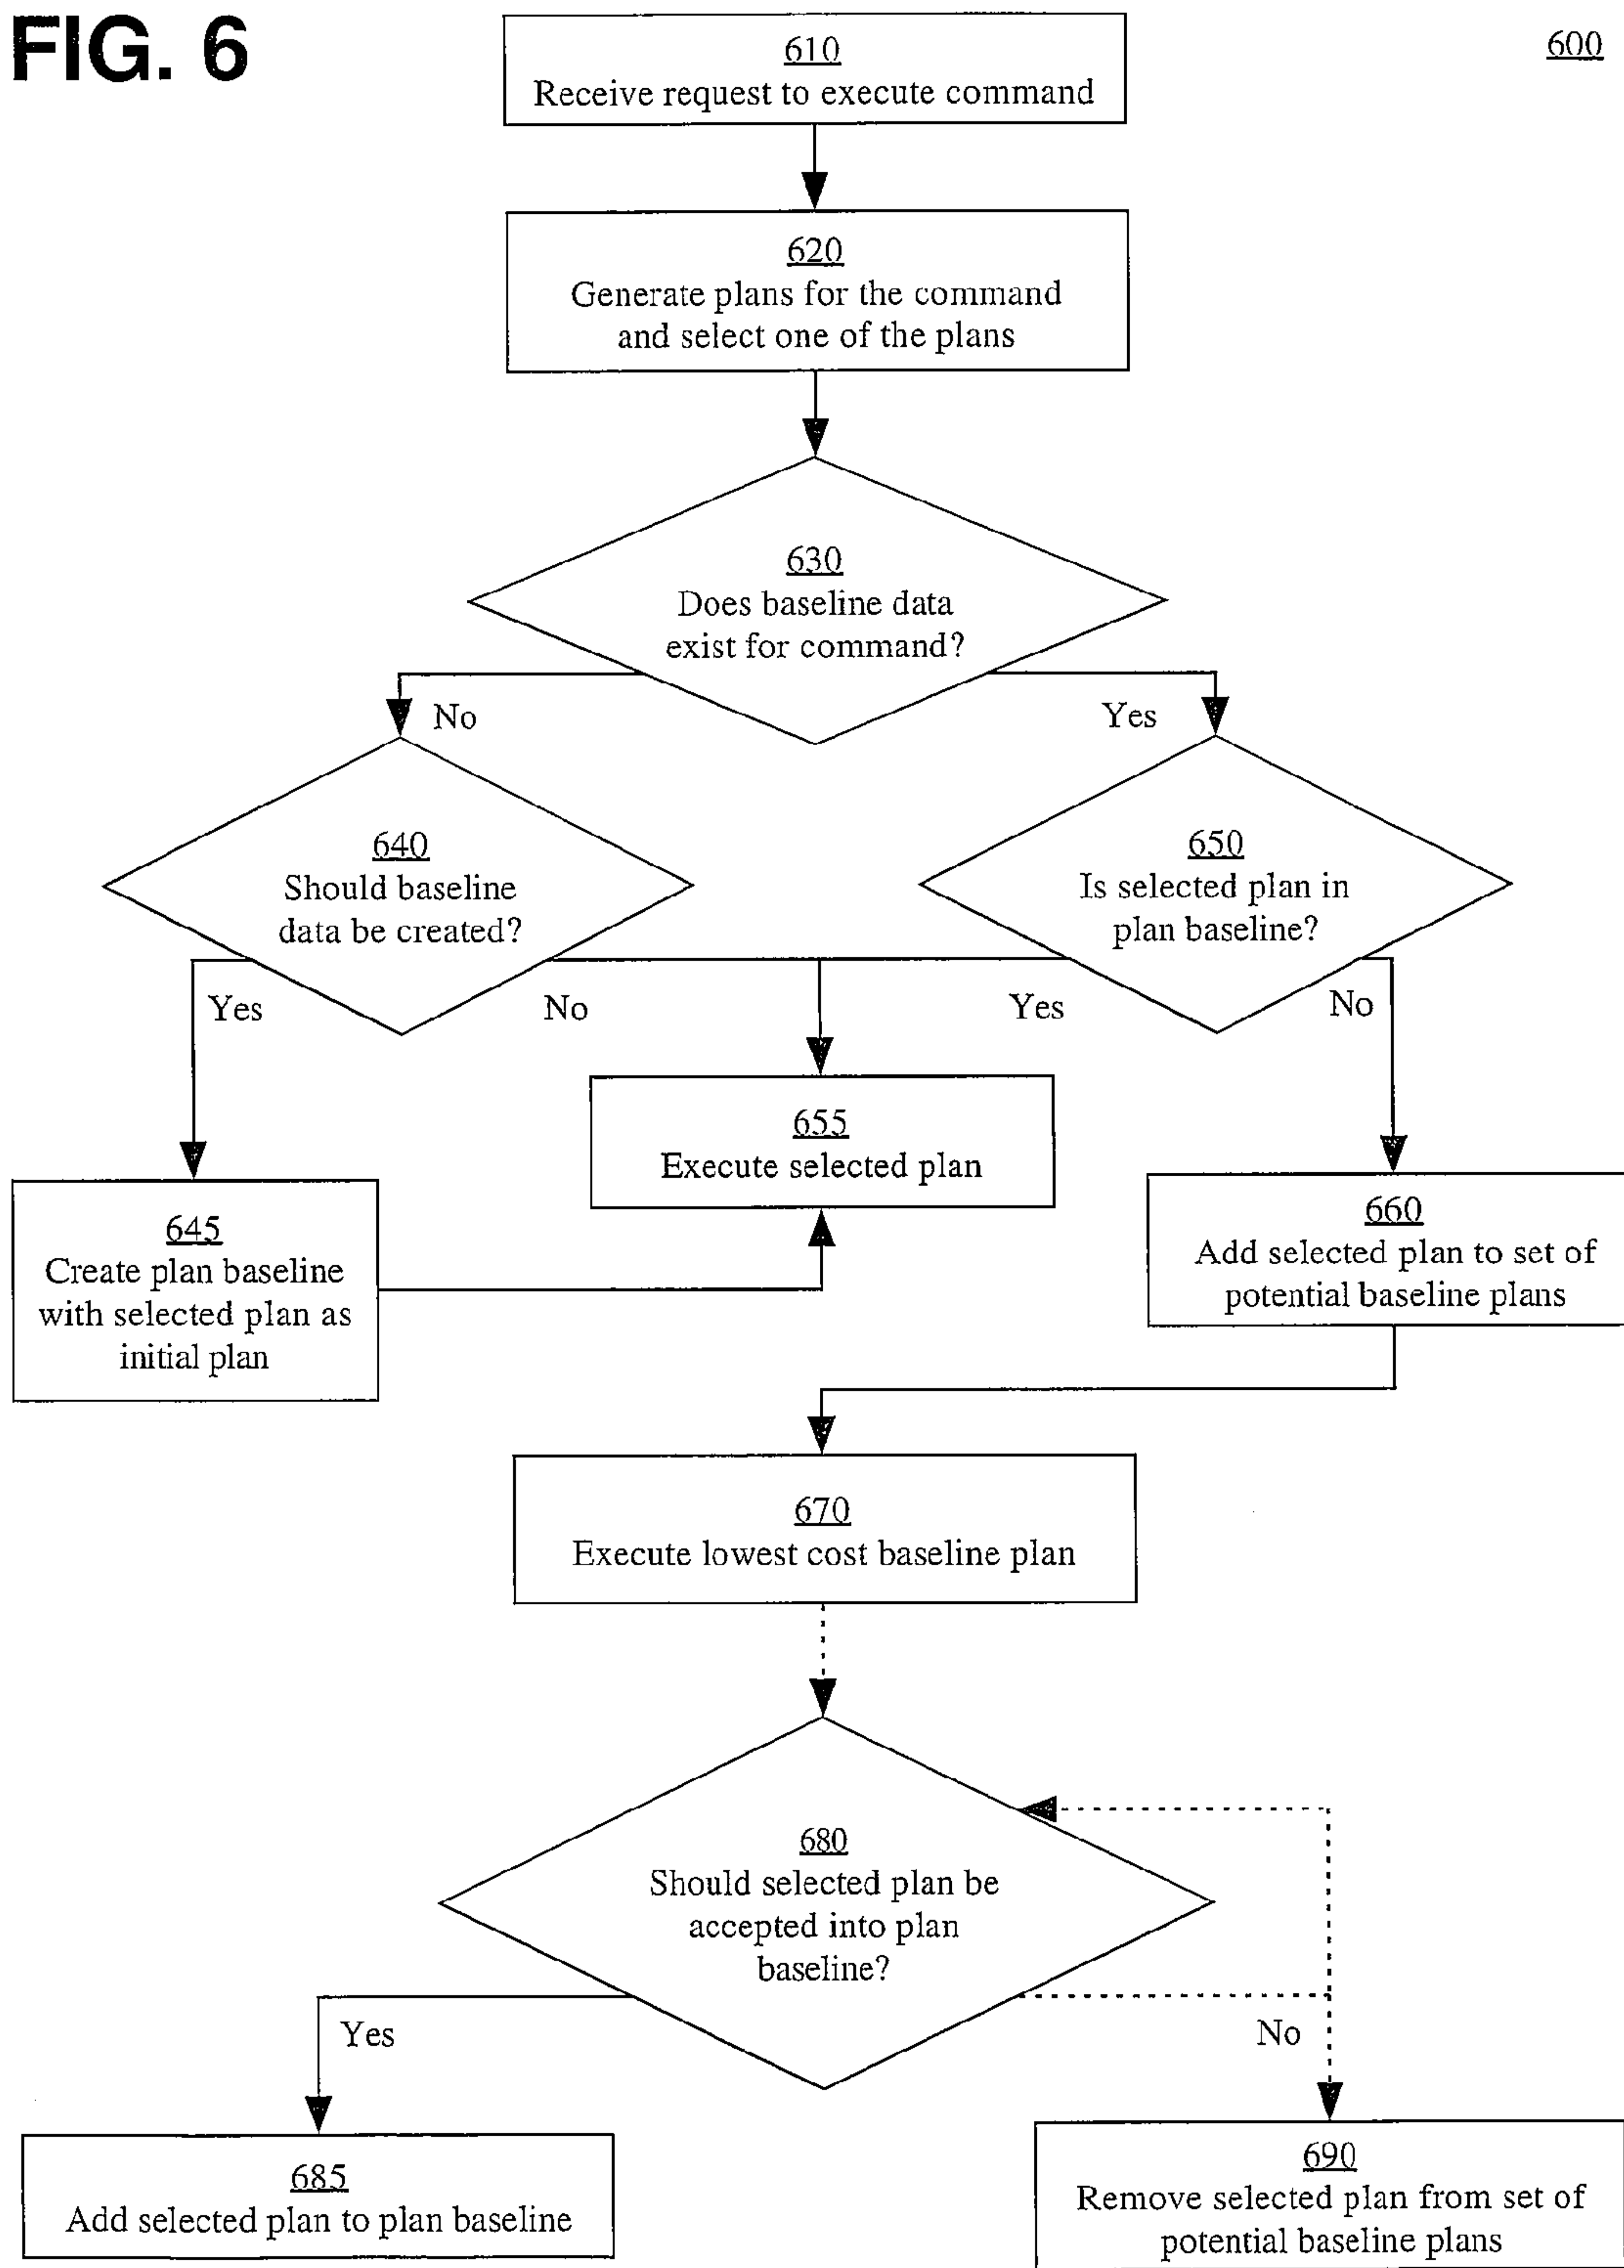 FIG. 6
600
610
Receive request to execute command
620
Generate plans for the command
and select one of the plans
630
Does baseline data
exist for command?
No
Yes
640
Should baseline
data be created?
650
Is selected plan in
plan baseline?
Yes
No
Yes
No
655
Execute selected plan
645
Create plan baseline
with selected plan as
initial plan
660
Add selected plan to set of
potential baseline plans
670
Execute lowest cost baseline plan
680
Should selected plan be
accepted into plan
baseline?
Yes
No
685
Add selected plan to plan baseline
690
Remove selected plan from set of
potential baseline plans